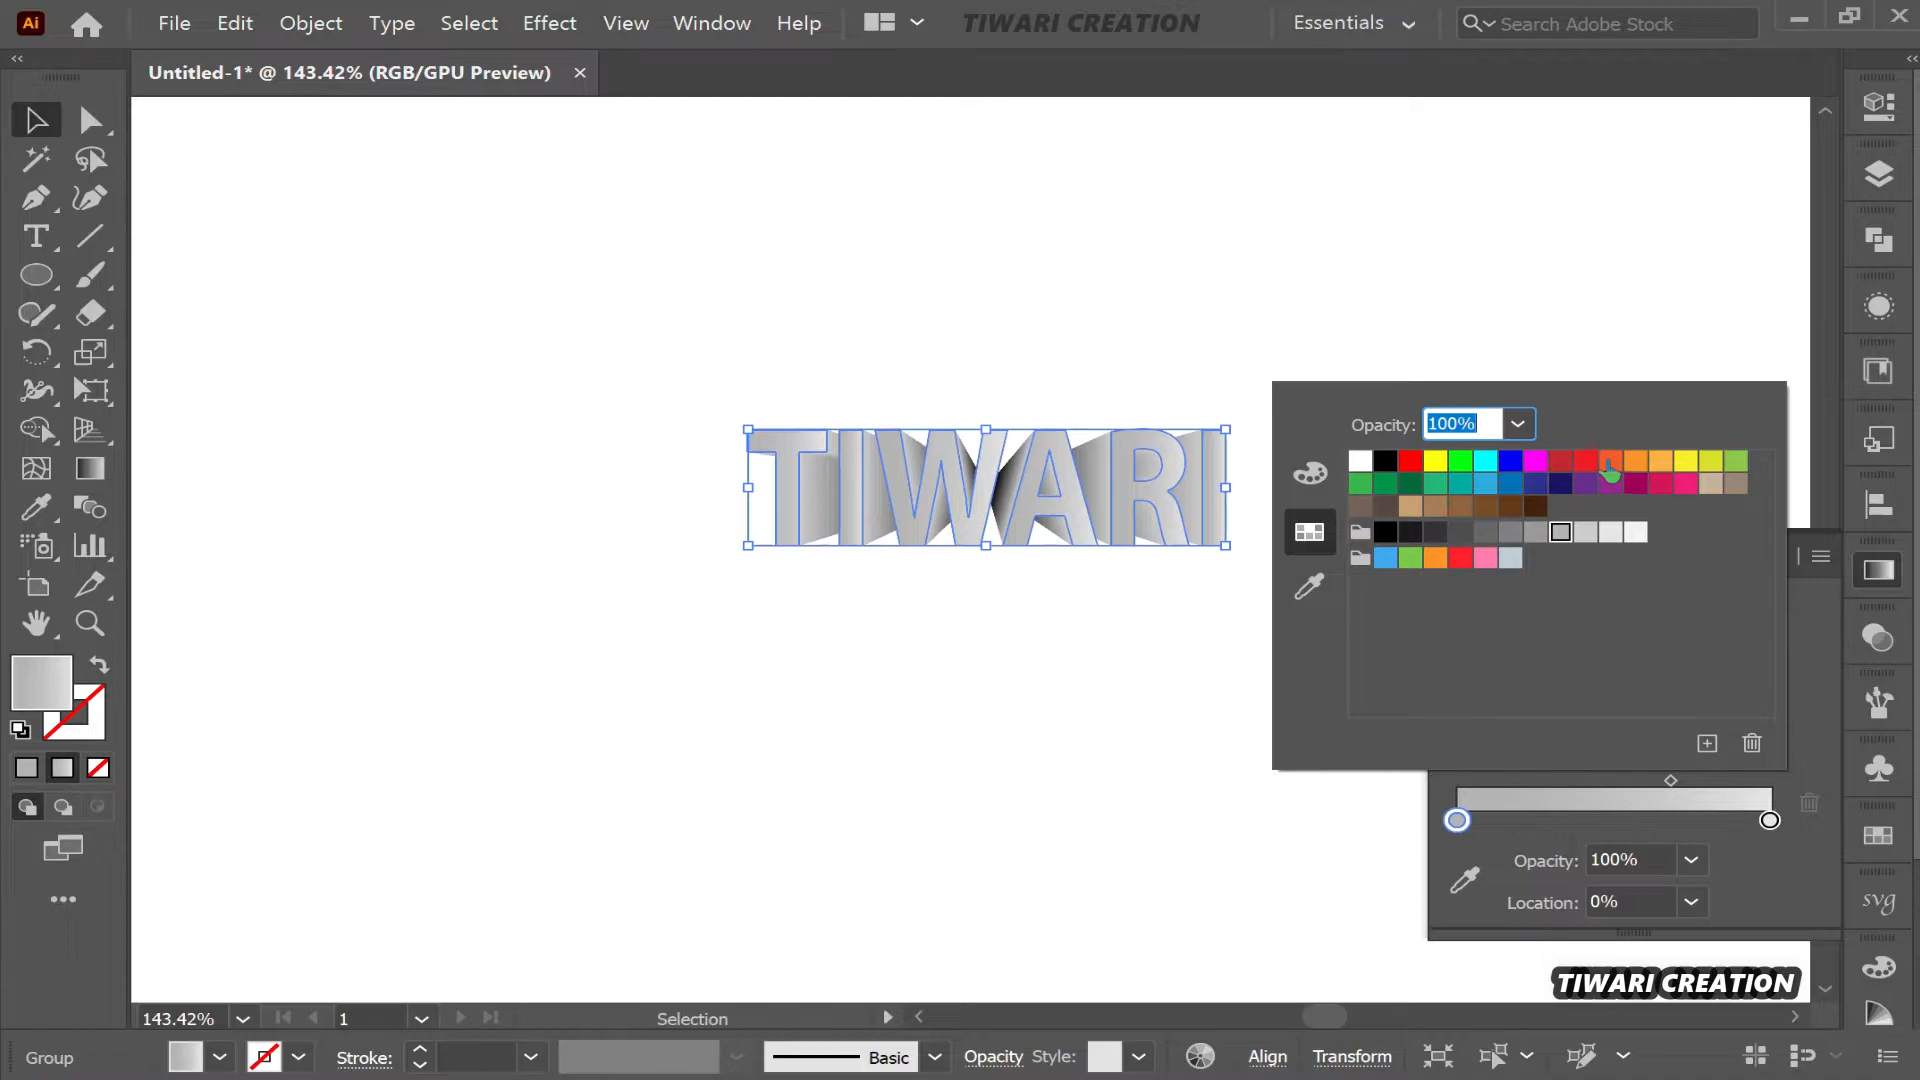 Ai File Edit Object Type Select Effect View Window Help TIWARI CREATION Essentials Search Adobe Stock
Untitled-1* @ 143.42% (RGB/GPU Preview)
TIWARI
Opacity: 100%
Opacity: 100%
Location: 0%
svg
TIWARI CREATION
143.42% 1 Selection
Group Stroke: Basic Opacity Style: Align Transform